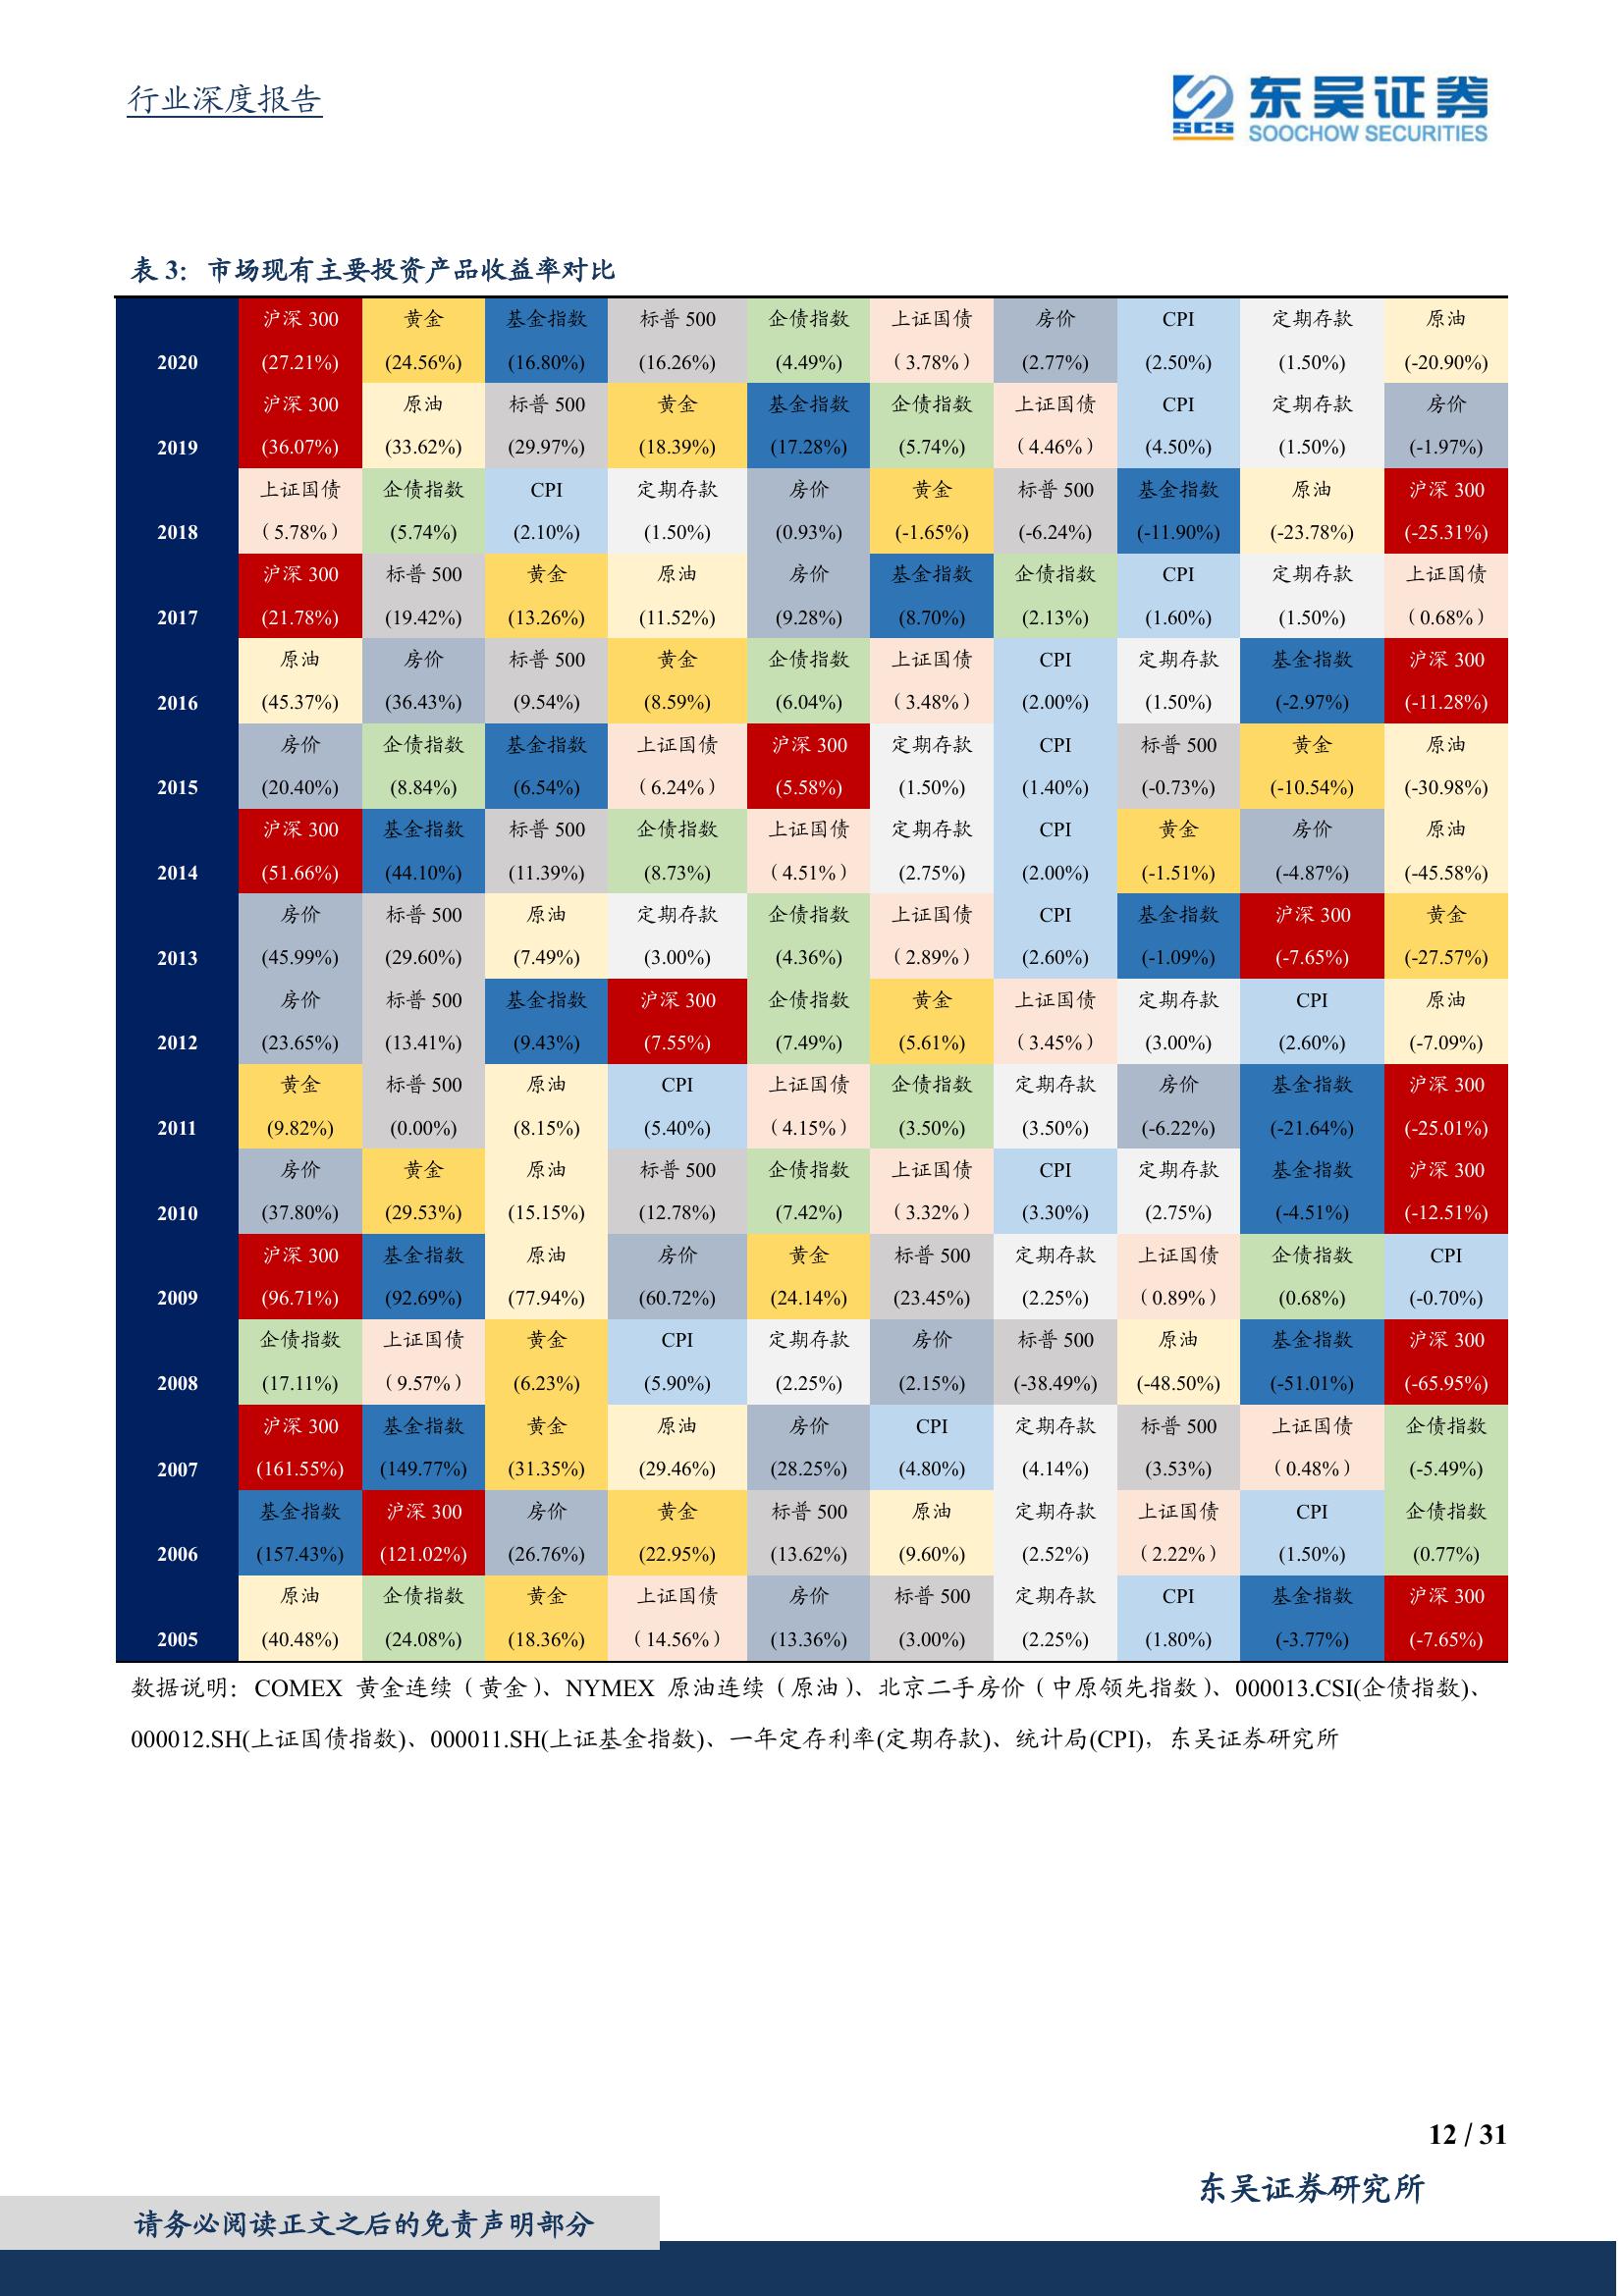 行业深度报告
SCS
东吴证券
SOOCHOW SECURITIES
表 3：市场现有主要投资产品收益率对比
沪深 300 黄金 基金指数 标普 500 企债指数 上证国债 房价 CPI 定期存款 原油
2020 (27.21%) (24.56%) (16.80%) (16.26%) (4.49%) （3.78%） (2.77%) (2.50%) (1.50%) (-20.90%)
沪深 300 原油 标普 500 黄金 基金指数 企债指数 上证国债 CPI 定期存款 房价
2019 (36.07%) (33.62%) (29.97%) (18.39%) (17.28%) (5.74%) （4.46%） (4.50%) (1.50%) (-1.97%)
上证国债 企债指数 CPI 定期存款 房价 黄金 标普 500 基金指数 原油 沪深 300
2018 （5.78%） (5.74%) (2.10%) (1.50%) (0.93%) (-1.65%) (-6.24%) (-11.90%) (-23.78%) (-25.31%)
沪深 300 标普 500 黄金 原油 房价 基金指数 企债指数 CPI 定期存款 上证国债
2017 (21.78%) (19.42%) (13.26%) (11.52%) (9.28%) (8.70%) (2.13%) (1.60%) (1.50%) （0.68%）
原油 房价 标普 500 黄金 企债指数 上证国债 CPI 定期存款 基金指数 沪深 300
2016 (45.37%) (36.43%) (9.54%) (8.59%) (6.04%) （3.48%） (2.00%) (1.50%) (-2.97%) (-11.28%)
房价 企债指数 基金指数 上证国债 沪深 300 定期存款 CPI 标普 500 黄金 原油
2015 (20.40%) (8.84%) (6.54%) （6.24%） (5.58%) (1.50%) (1.40%) (-0.73%) (-10.54%) (-30.98%)
沪深 300 基金指数 标普 500 企债指数 上证国债 定期存款 CPI 黄金 房价 原油
2014 (51.66%) (44.10%) (11.39%) (8.73%) （4.51%） (2.75%) (2.00%) (-1.51%) (-4.87%) (-45.58%)
房价 标普 500 原油 定期存款 企债指数 上证国债 CPI 基金指数 沪深 300 黄金
2013 (45.99%) (29.60%) (7.49%) (3.00%) (4.36%) （2.89%） (2.60%) (-1.09%) (-7.65%) (-27.57%)
房价 标普 500 基金指数 沪深 300 企债指数 黄金 上证国债 定期存款 CPI 原油
2012 (23.65%) (13.41%) (9.43%) (7.55%) (7.49%) (5.61%) （3.45%） (3.00%) (2.60%) (-7.09%)
黄金 标普 500 原油 CPI 上证国债 企债指数 定期存款 房价 基金指数 沪深 300
2011 (9.82%) (0.00%) (8.15%) (5.40%) （4.15%） (3.50%) (3.50%) (-6.22%) (-21.64%) (-25.01%)
房价 黄金 原油 标普 500 企债指数 上证国债 CPI 定期存款 基金指数 沪深 300
2010 (37.80%) (29.53%) (15.15%) (12.78%) (7.42%) （3.32%） (3.30%) (2.75%) (-4.51%) (-12.51%)
沪深 300 基金指数 原油 房价 黄金 标普 500 定期存款 上证国债 企债指数 CPI
2009 (96.71%) (92.69%) (77.94%) (60.72%) (24.14%) (23.45%) (2.25%) （0.89%） (0.68%) (-0.70%)
企债指数 上证国债 黄金 CPI 定期存款 房价 标普 500 原油 基金指数 沪深 300
2008 (17.11%) （9.57%） (6.23%) (5.90%) (2.25%) (2.15%) (-38.49%) (-48.50%) (-51.01%) (-65.95%)
沪深 300 基金指数 黄金 原油 房价 CPI 定期存款 标普 500 上证国债 企债指数
2007 (161.55%) (149.77%) (31.35%) (29.46%) (28.25%) (4.80%) (4.14%) (3.53%) （0.48%） (-5.49%)
基金指数 沪深 300 房价 黄金 标普 500 原油 定期存款 上证国债 CPI 企债指数
2006 (157.43%) (121.02%) (26.76%) (22.95%) (13.62%) (9.60%) (2.52%) （2.22%） (1.50%) (0.77%)
原油 企债指数 黄金 上证国债 房价 标普 500 定期存款 CPI 基金指数 沪深 300
2005 (40.48%) (24.08%) (18.36%) （14.56%） (13.36%) (3.00%) (2.25%) (1.80%) (-3.77%) (-7.65%)
数据说明：COMEX 黄金连续（黄金）、NYMEX 原油连续（原油）、北京二手房价（中原领先指数）、000013.CSI(企债指数)、
000012.SH(上证国债指数)、000011.SH(上证基金指数)、一年定存利率(定期存款)、统计局(CPI)，东吴证券研究所
12 / 31
东吴证券研究所
请务必阅读正文之后的免责声明部分